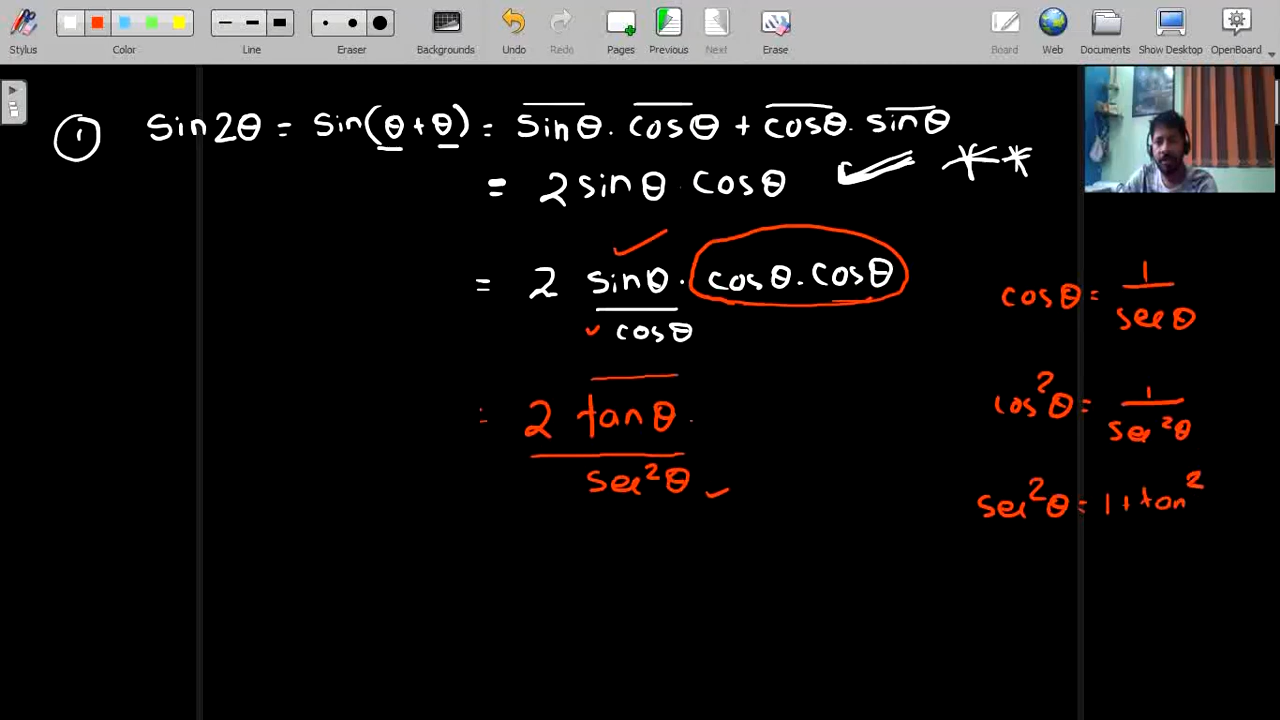 Stylus Color Line Eraser Backgrounds Undo Redo Pages Previous Next Erase Board Web Documents Show Desktop OpenBoard
① Sin2θ = Sin(θ+θ) = Sinθ. cosθ + cosθ. sinθ
= 2sinθ.cosθ
= 2 sinθ. cosθ.cosθ
cosθ
= 2 tanθ.
sec²θ
cosθ= 1
secθ
cos²θ= 1
sec²θ
sec²θ= 1+tan²